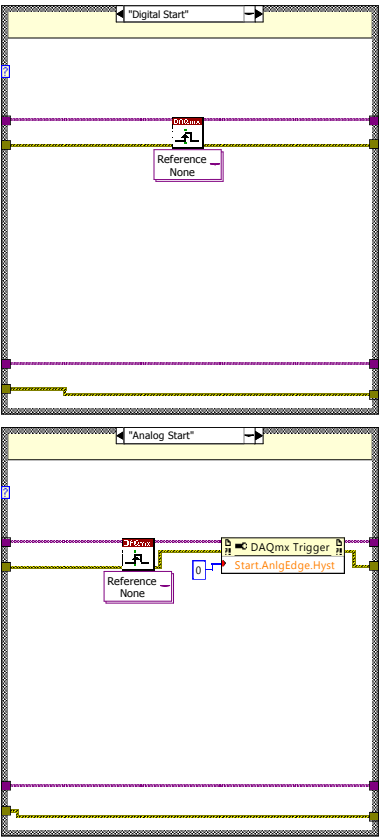 "Digital Start"
?
DAQmx
Reference
None
"Analog Start"
?
DAQmx
DAQmx Trigger
Reference
None
0
Start.AnlgEdge.Hyst